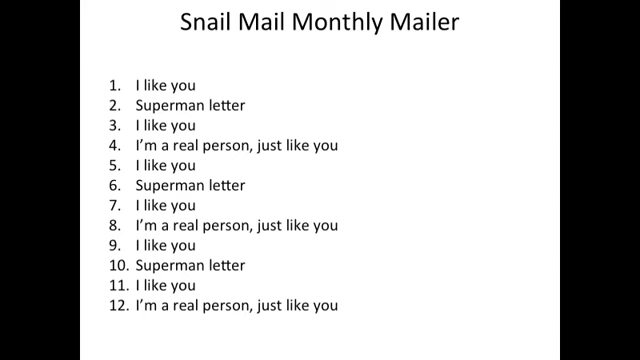 Snail Mail Monthly Mailer
1. I like you
2. Superman letter
3. I like you
4. I'm a real person, just like you
5. I like you
6. Superman letter
7. I like you
8. I'm a real person, just like you
9. I like you
10. Superman letter
11. I like you
12. I'm a real person, just like you